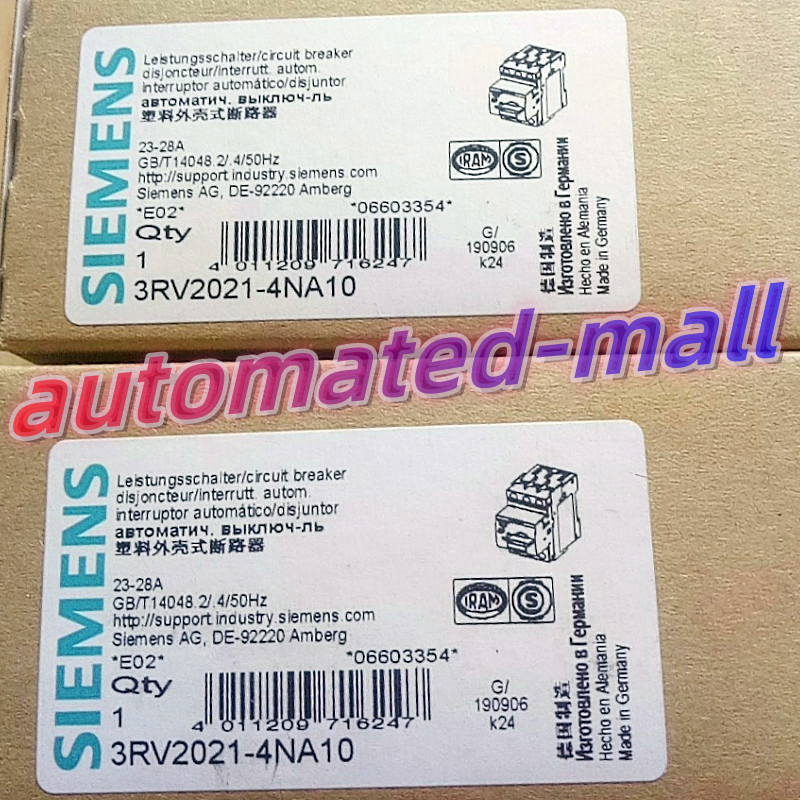 SIEMENS
Leistungsschalter/circuit breaker
disjoncteur/interrutt. autom.
interruptor automático/disjuntor
автоматич. выключ-ль
塑料外壳式断路器
23-28A
GB/T14048.2/.4/50Hz
http://support.industry.siemens.com
Siemens AG, DE-92220 Amberg
*E02*
*06603354*
Qty
1
4 011209 716247
3RV2021-4NA10
IRAM
S
G/
190906
k24
德国制造
Изготовлено в Германии
Hecho en Alemania
Made in Germany
automated-mall
SIEMENS
Leistungsschalter/circuit breaker
disjoncteur/interrutt. autom.
interruptor automático/disjuntor
автоматич. выключ-ль
塑料外壳式断路器
23-28A
GB/T14048.2/.4/50Hz
http://support.industry.siemens.com
Siemens AG, DE-92220 Amberg
*E02*
*06603354*
Qty
1
4 011209 716247
3RV2021-4NA10
IRAM
S
G/
190906
k24
德国制造
Изготовлено в Германии
Hecho en Alemania
Made in Germany